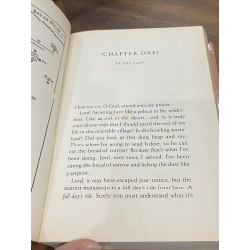 [CHAPTER ONE]
Hear my cry, O God; attend unto my prayer.
Lord, I'm sitting here like a pelican in the wilder-
ness. Like an owl in the desert, and. Is it truly
your divine wish that I should spend the rest of my life
in this miserable village? In this howling waste-
land? Did you look at this dung heap and say,
That's where I'm going to send Isidore, so he can
eat the bread of sorrow? Because that's what I've
been doing, lord, ever since I arrived. I've been
eating the bread of sorrow and licking the dust like
a serpent.
Lord, it may have escaped your notice, but the
nearest manuscript is a full day's ride from here. A
full day's ride. Surely you must understand what it's